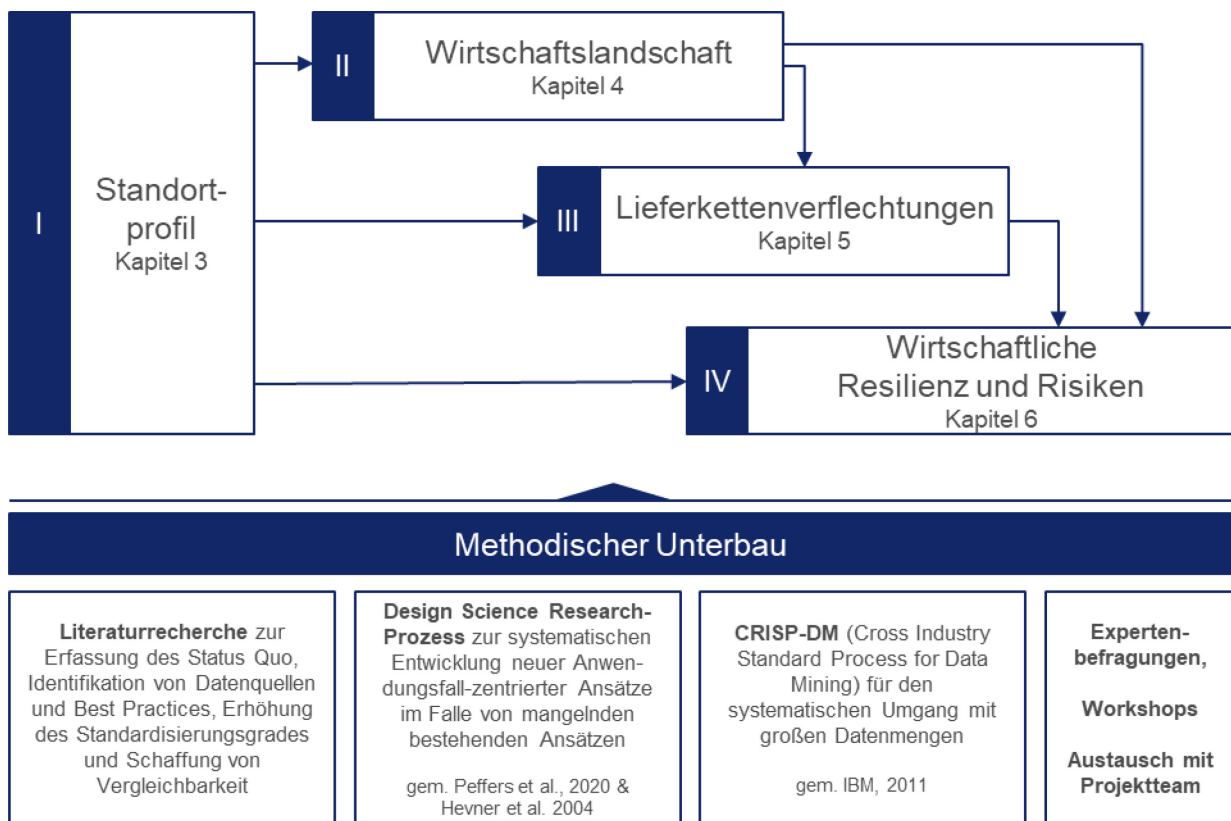 I
Standort-
profil
Kapitel 3
II
Wirtschaftslandschaft
Kapitel 4
III
Lieferkettenverflechtungen
Kapitel 5
IV
Wirtschaftliche
Resilienz und Risiken
Kapitel 6
Methodischer Unterbau
Literaturrecherche zur
Erfassung des Status Quo,
Identifikation von Datenquellen
und Best Practices, Erhöhung
des Standardisierungsgrades
und Schaffung von
Vergleichbarkeit
Design Science Research-
Prozess zur systematischen
Entwicklung neuer Anwen-
dungsfall-zentrierter Ansätze
im Falle von mangelnden
bestehenden Ansätzen
gem. Peffers et al., 2020 &
Hevner et al. 2004
CRISP-DM (Cross Industry
Standard Process for Data
Mining) für den
systematischen Umgang mit
großen Datenmengen
gem. IBM, 2011
Experten-
befragungen,
Workshops
Austausch mit
Projektteam